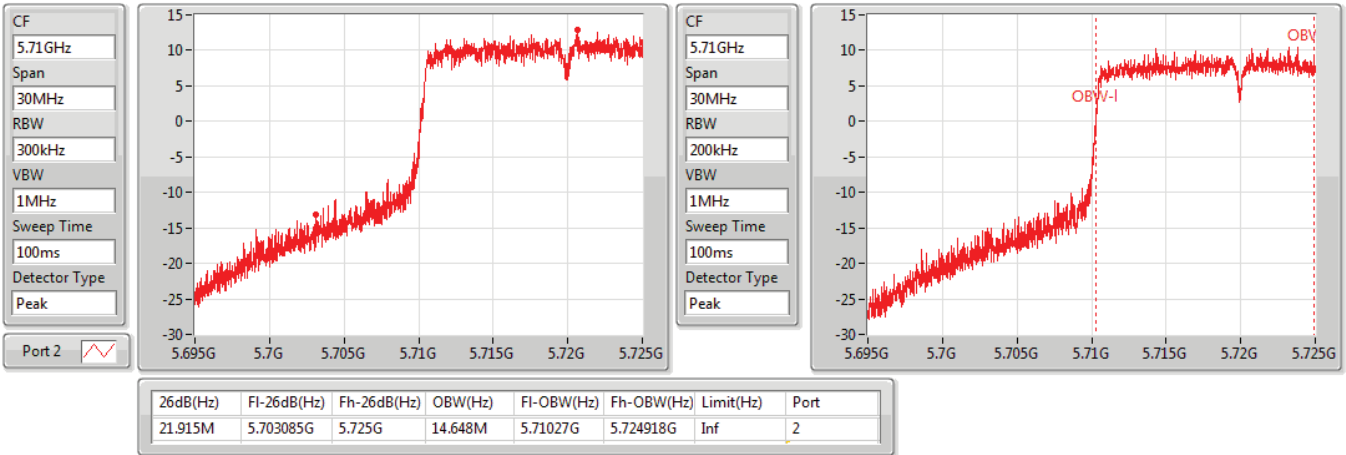 CF
5.71GHz
Span
30MHz
RBW
300kHz
VBW
1MHz
Sweep Time
100ms
Detector Type
Peak
Port 2
15
10
5
0
-5
-10
-15
-20
-25
-30
5.695G 5.7G 5.705G 5.71G 5.715G 5.72G 5.725G
CF
5.71GHz
Span
30MHz
RBW
200kHz
VBW
1MHz
Sweep Time
100ms
Detector Type
Peak
15
10
5
0
-5
-10
-15
-20
-25
-30
OBW-l
OBW
5.695G 5.7G 5.705G 5.71G 5.715G 5.72G 5.725G
26dB(Hz) Fl-26dB(Hz) Fh-26dB(Hz) OBW(Hz) Fl-OBW(Hz) Fh-OBW(Hz) Limit(Hz) Port
21.915M 5.703085G 5.725G 14.648M 5.71027G 5.724918G Inf 2